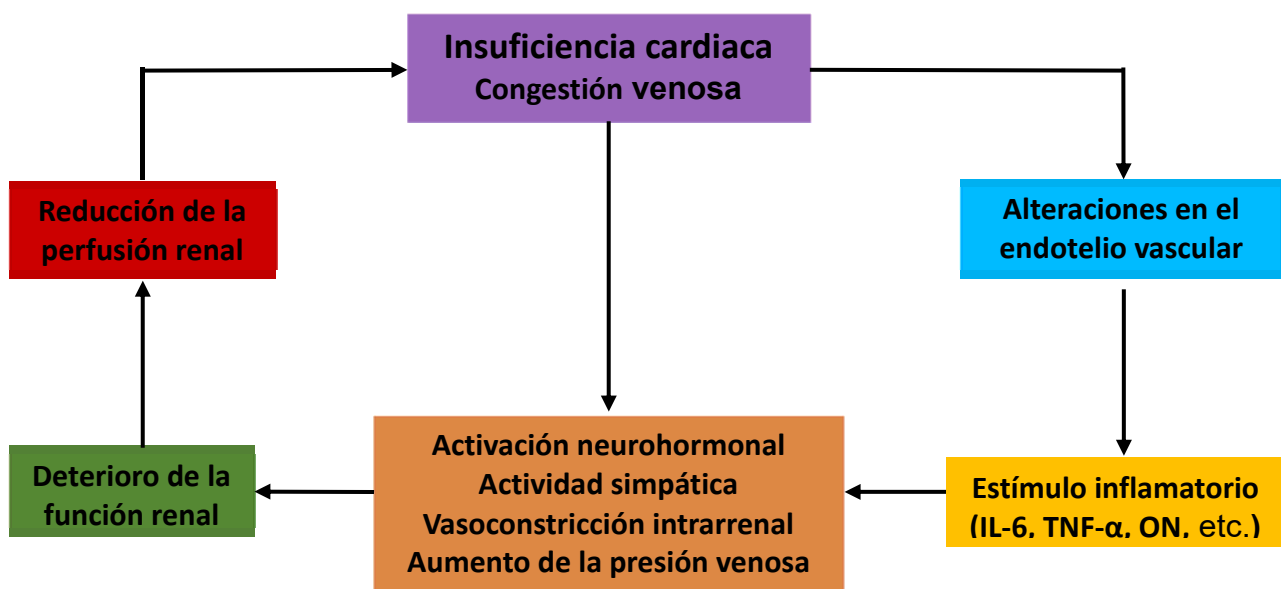 Insuficiencia cardiaca
Congestión venosa
Reducción de la
perfusión renal
Alteraciones en el
endotelio vascular
Activación neurohormonal
Actividad simpática
Vasoconstricción intrarrenal
Aumento de la presión venosa
Deterioro de la
función renal
Estímulo inflamatorio
(IL-6, TNF-α, ON, etc.)